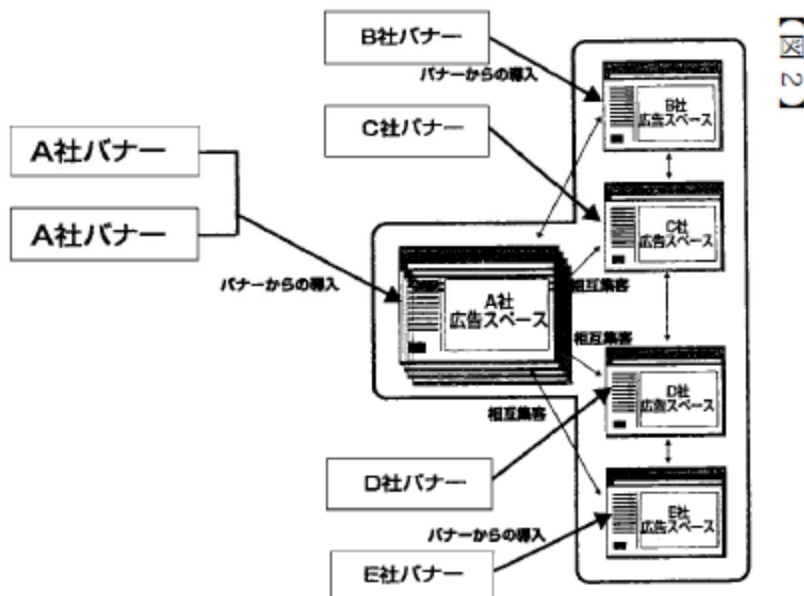 【図2】
B社バナー
バナーからの導入
B社
広告スペース
C社バナー
A社バナー
A社バナー
C社
広告スペース
バナーからの導入
相互集客
A社
広告スペース
相互集客
D社
広告スペース
相互集客
D社バナー
E社
広告スペース
バナーからの導入
E社バナー